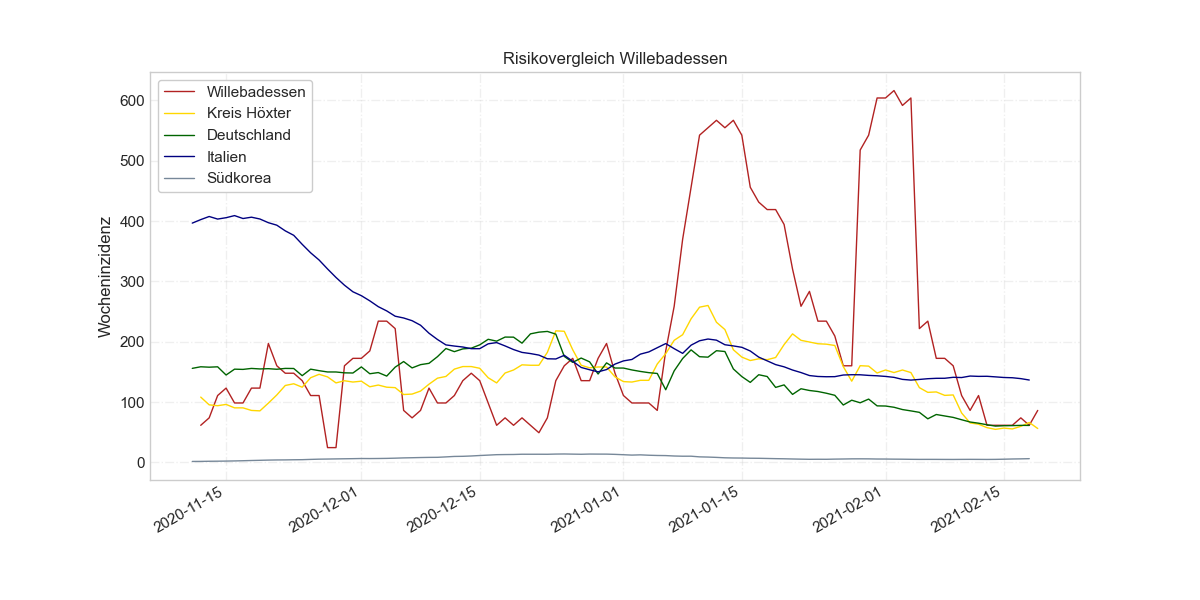 Risikovergleich Willebadessen
Willebadessen
Kreis Höxter
Deutschland
Italien
Südkorea
Wocheninzidenz
600
500
400
300
200
100
0
2020-11-15
2020-12-01
2020-12-15
2021-01-01
2021-01-15
2021-02-01
2021-02-15